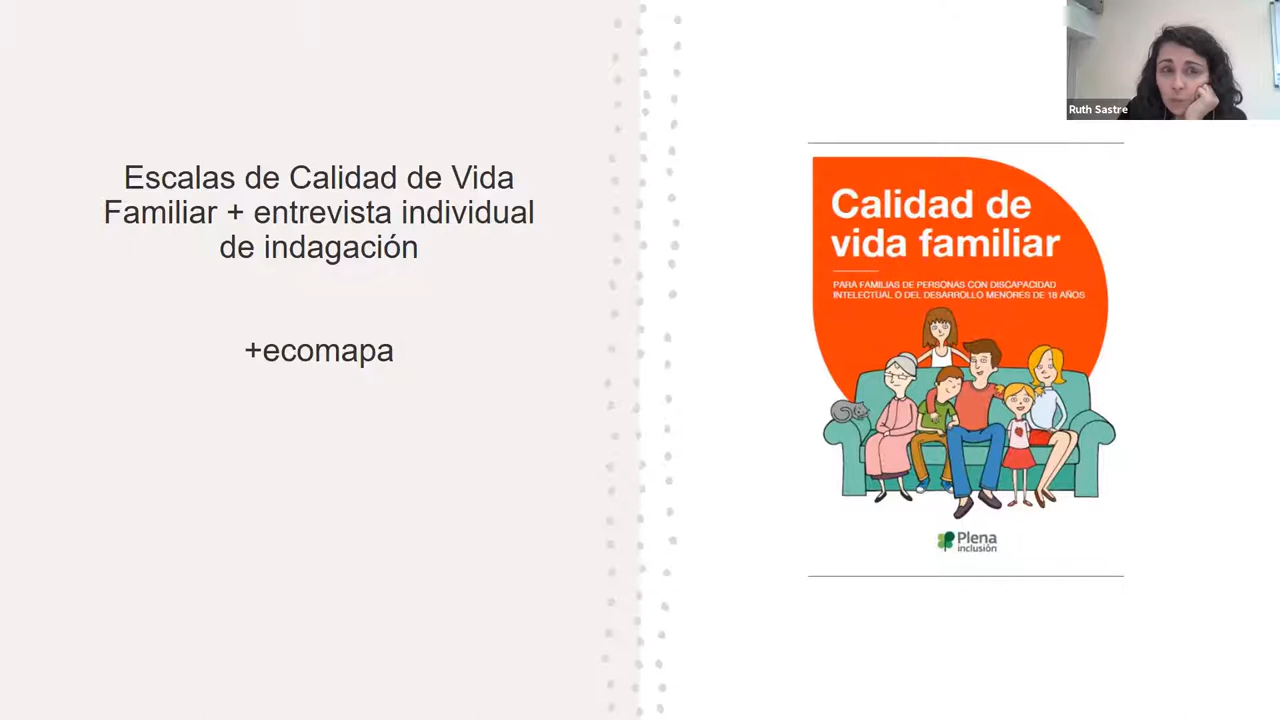 Escalas de Calidad de Vida
Familiar + entrevista individual
de indagación
+ecomapa
Ruth Sastre
Calidad de
vida familiar
PARA FAMILIAS DE PERSONAS CON DISCAPACIDAD
INTELECTUAL O DEL DESARROLLO MENORES DE 18 AÑOS
Plena
inclusión